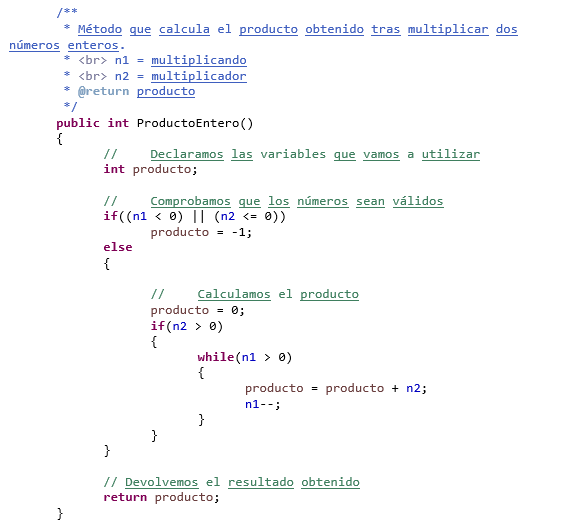 /**
 * Método que calcula el producto obtenido tras multiplicar dos
números enteros.
 * <br> n1 = multiplicando
 * <br> n2 = multiplicador
 * @return producto
 */
public int ProductoEntero()
{
//    Declaramos las variables que vamos a utilizar
int producto;
//    Comprobamos que los números sean válidos
if((n1 < 0) || (n2 <= 0))
producto = -1;
else
{
//    Calculamos el producto
producto = 0;
if(n2 > 0)
{
while(n1 > 0)
{
producto = producto + n2;
n1--;
}
}
}
// Devolvemos el resultado obtenido
return producto;
}